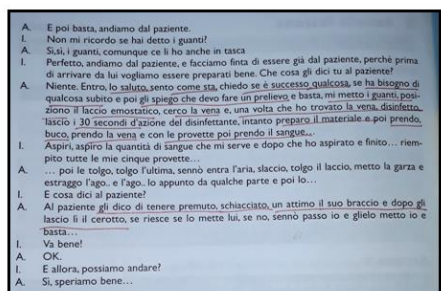 A. E poi basta, andiamo dal paziente.
I. Non mi ricordo se hai detto i guanti?
A. Sì,sì, i guanti, comunque ce li ho anche in tasca
I. Perfetto, andiamo dal paziente, e facciamo finta di essere già dal paziente, perché prima
di arrivare da lui vogliamo essere preparati bene. Che cosa gli dici tu al paziente?
A. Niente. Entro, lo saluto, sento come sta, chiedo se è successo qualcosa, se ha bisogno di
qualcosa subito e poi gli spiego che devo fare un prelievo, e basta, mi metto i guanti, posi-
ziono il laccio emostatico, cerco la vena e, una volta che ho trovato la vena, disinfetto,
lascio i 30 secondi d'azione del disinfettante, intanto preparo il materiale e poi prendo,
buco, prendo la vena e con le provette poi prendo il sangue...
I. Aspiri, aspiro la quantità di sangue che mi serve e dopo che ho aspirato e finito... riem-
pito tutte le mie cinque provette...
A. ... poi le tolgo, tolgo l'ultima, sennò entra l'aria, slaccio, tolgo il laccio, metto la garza e
estraggo l'ago.. e l'ago.. lo appunto da qualche parte e poi lo...
I. E cosa dici al paziente?
A. Al paziente gli dico di tenere premuto, schiacciato, un attimo il suo braccio e dopo gli
lascio lì il cerotto, se riesce se lo mette lui, se no, sennò passo io e glielo metto io e
basta...
I. Va bene!
A. OK.
I. E allora, possiamo andare?
A. Sì, speriamo bene...